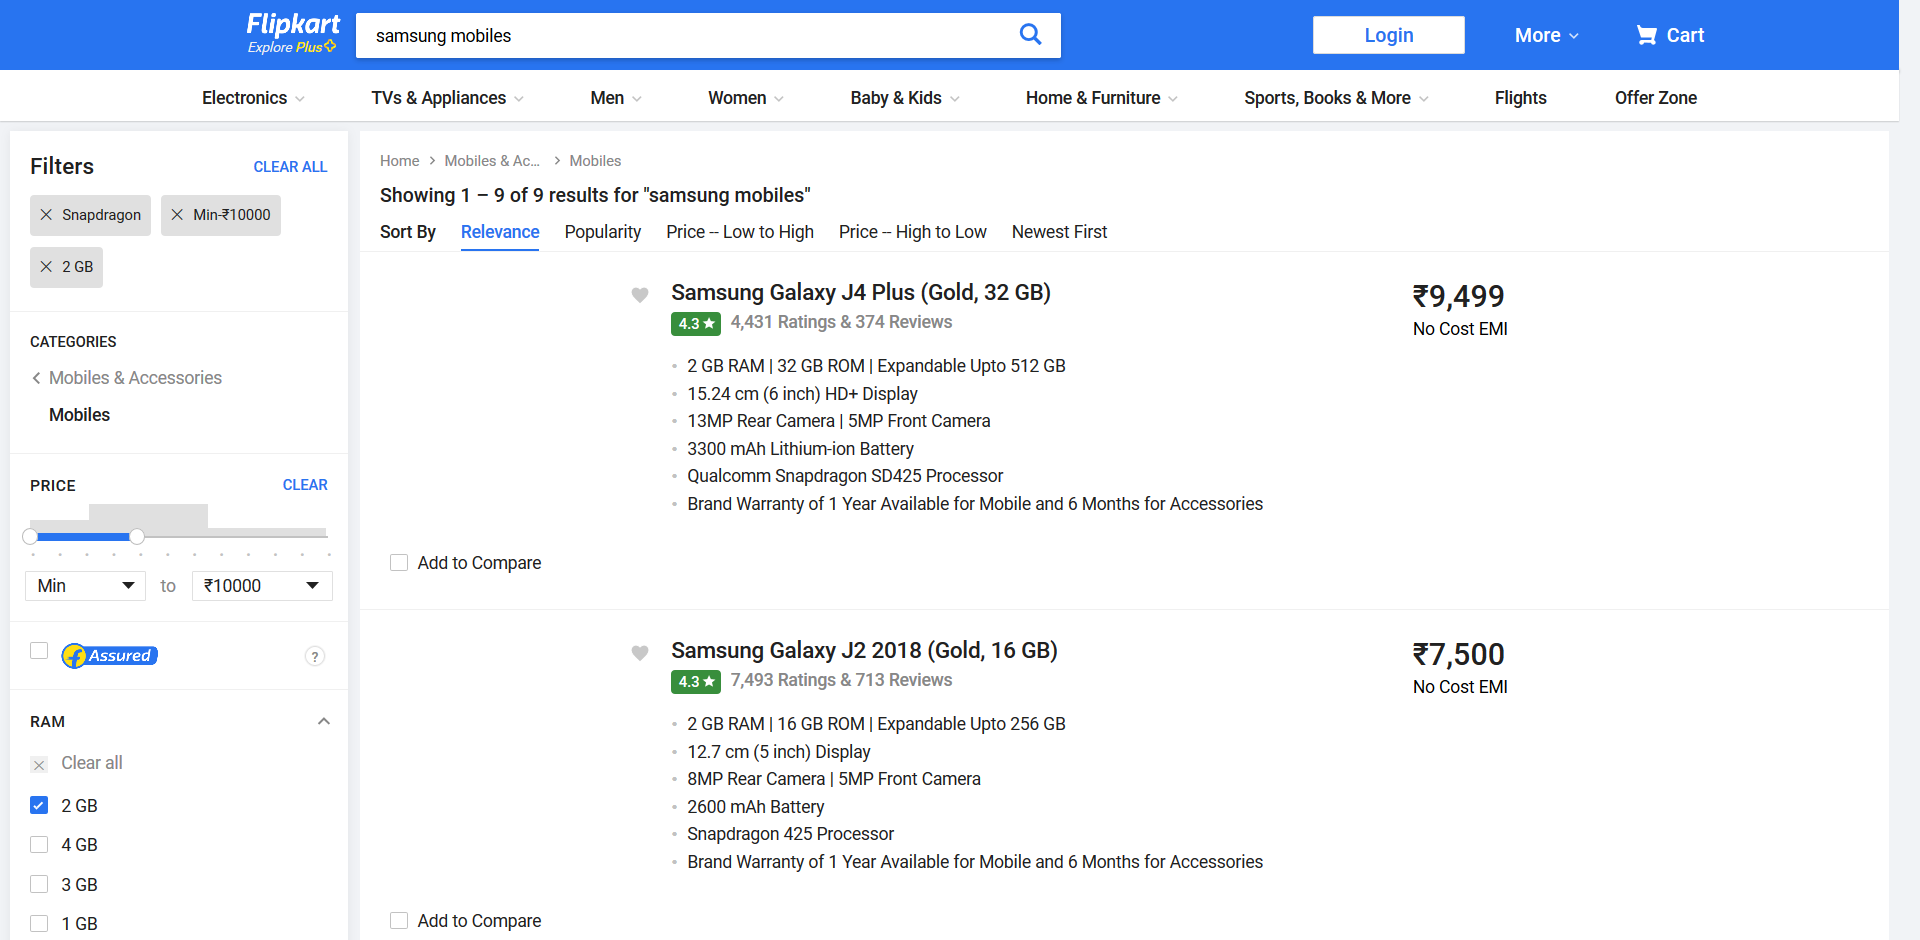 Flipkart
Explore Plus
samsung mobiles
Login
More
Cart
Electronics
TVs & Appliances
Men
Women
Baby & Kids
Home & Furniture
Sports, Books & More
Flights
Offer Zone
Filters
CLEAR ALL
Snapdragon
Min-₹10000
2 GB
CATEGORIES
Mobiles & Accessories
Mobiles
PRICE
CLEAR
Min
to
₹10000
f Assured
?
RAM
Clear all
2 GB
4 GB
3 GB
1 GB
Home
Mobiles & Ac...
Mobiles
Showing 1 – 9 of 9 results for "samsung mobiles"
Sort By
Relevance
Popularity
Price -- Low to High
Price -- High to Low
Newest First
Samsung Galaxy J4 Plus (Gold, 32 GB)
4.3 ★ 4,431 Ratings & 374 Reviews
2 GB RAM | 32 GB ROM | Expandable Upto 512 GB
15.24 cm (6 inch) HD+ Display
13MP Rear Camera | 5MP Front Camera
3300 mAh Lithium-ion Battery
Qualcomm Snapdragon SD425 Processor
Brand Warranty of 1 Year Available for Mobile and 6 Months for Accessories
₹9,499
No Cost EMI
Add to Compare
Samsung Galaxy J2 2018 (Gold, 16 GB)
4.3 ★ 7,493 Ratings & 713 Reviews
2 GB RAM | 16 GB ROM | Expandable Upto 256 GB
12.7 cm (5 inch) Display
8MP Rear Camera | 5MP Front Camera
2600 mAh Battery
Snapdragon 425 Processor
Brand Warranty of 1 Year Available for Mobile and 6 Months for Accessories
₹7,500
No Cost EMI
Add to Compare